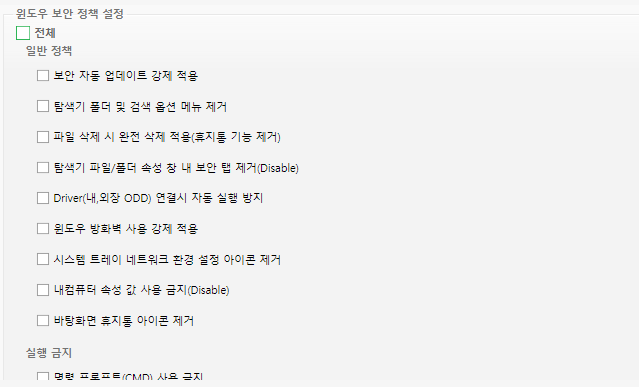 윈도우 보안 정책 설정
전체
일반 정책
보안 자동 업데이트 강제 적용
탐색기 폴더 및 검색 옵션 메뉴 제거
파일 삭제 시 완전 삭제 적용(휴지통 기능 제거)
탐색기 파일/폴더 속성 창 내 보안 탭 제거(Disable)
Driver(내,외장 ODD) 연결시 자동 실행 방지
윈도우 방화벽 사용 강제 적용
시스템 트레이 네트워크 환경 설정 아이콘 제거
내컴퓨터 속성 값 사용 금지(Disable)
바탕화면 휴지통 아이콘 제거
실행 금지
명령 프롬프트(CMD) 사용 금지